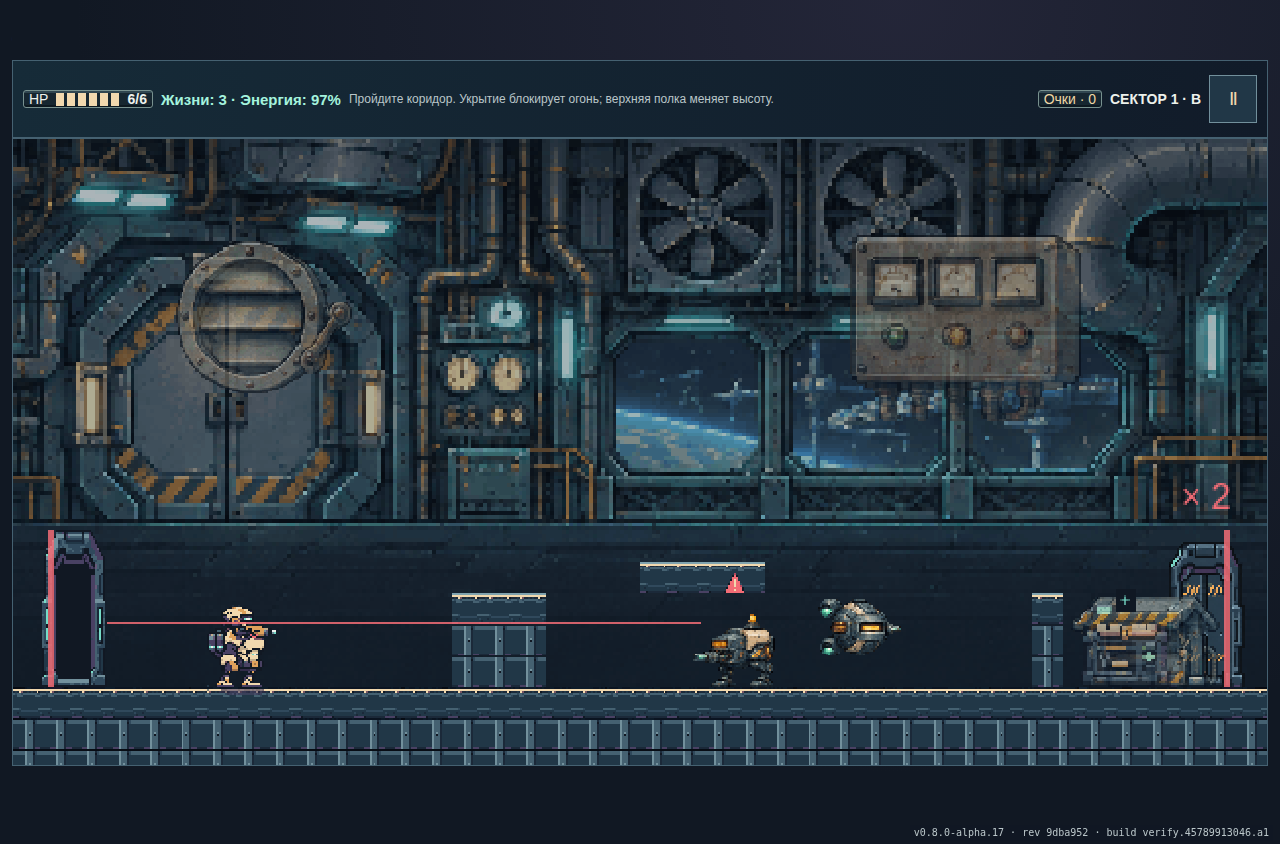 HP 6/6 Жизни: 3 · Энергия: 97% Пройдите коридор. Укрытие блокирует огонь; верхняя полка меняет высоту. Очки · 0 СЕКТОР 1 · В II
× 2
v0.8.0-alpha.17 · rev 9dba952 · build verify.45789913046.a1